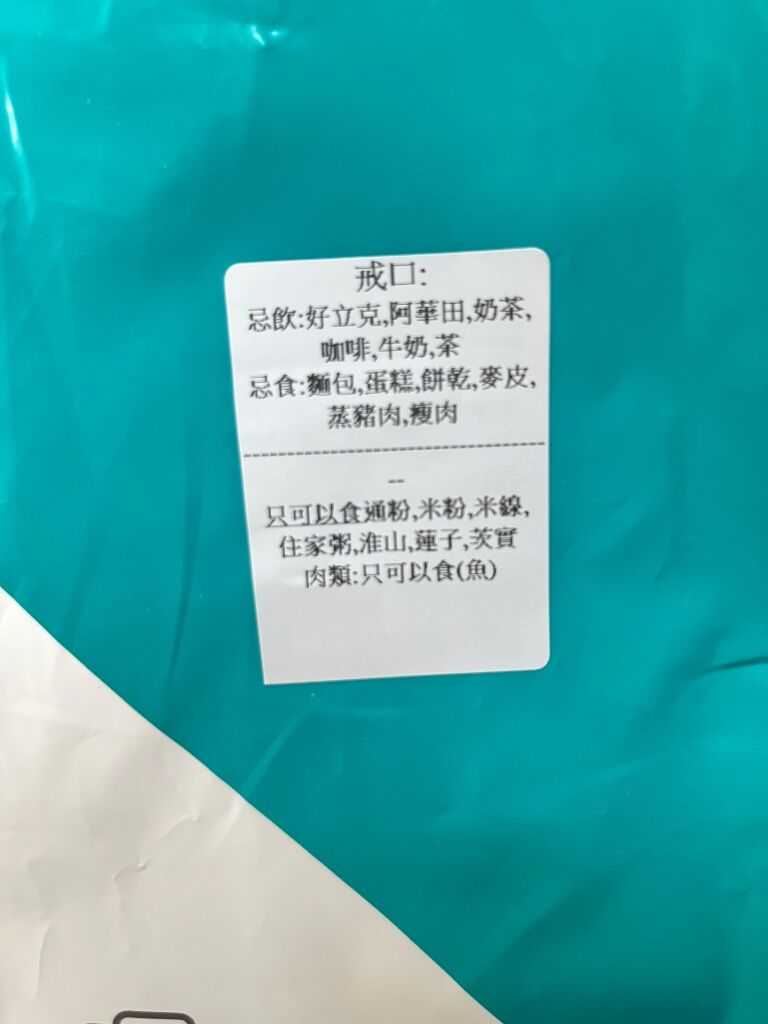 戒口:
忌飲:好立克,阿華田,奶茶,
咖啡,牛奶,茶
忌食:麵包,蛋糕,餅乾,麥皮,
蒸豬肉,瘦肉
--------------------------------------------
--
只可以食通粉,米粉,米線,
住家粥,淮山,蓮子,茨實
肉類:只可以食(魚)